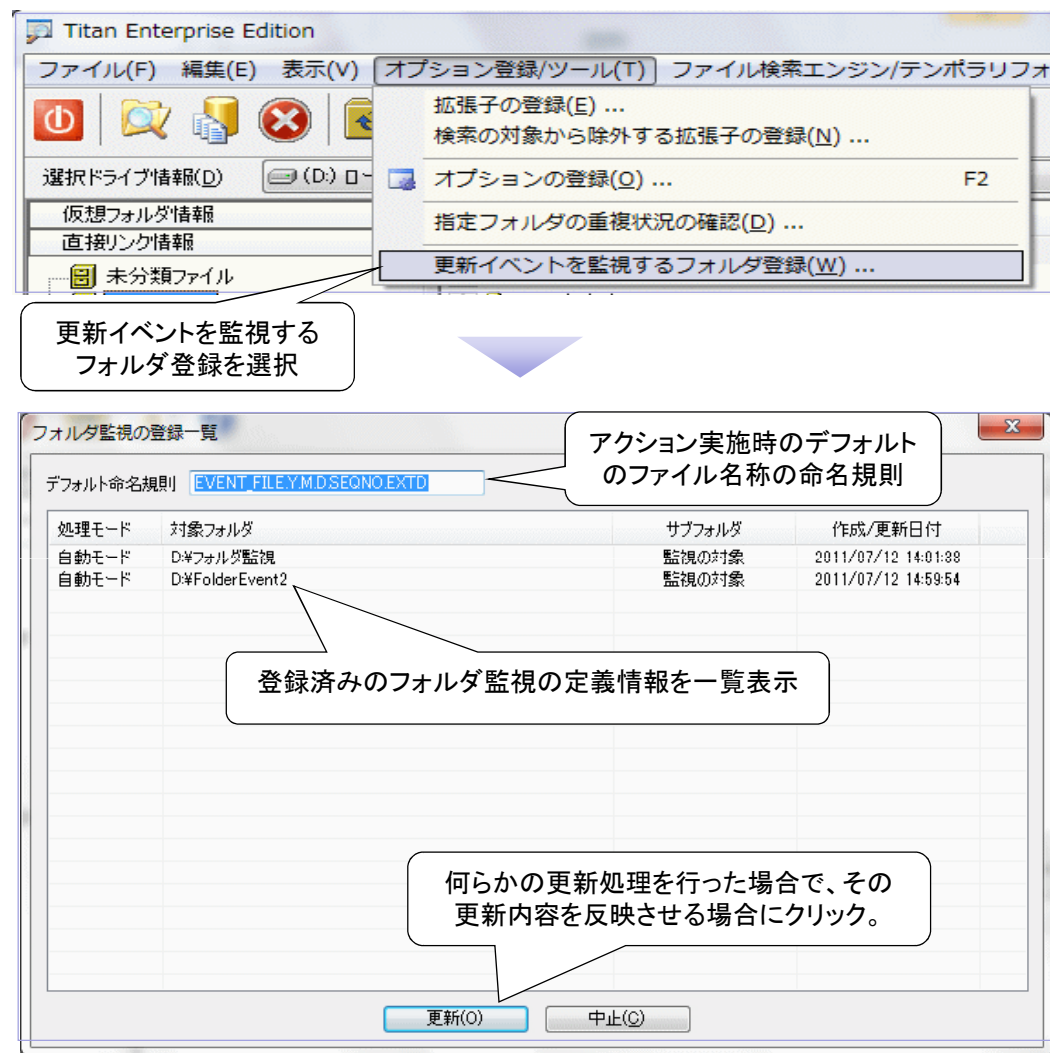 Titan Enterprise Edition
ファイル(F) 編集(E) 表示(V) オプション登録/ツール(T) ファイル検索エンジン/テンポラリフォ
拡張子の登録(E) ...
検索の対象から除外する拡張子の登録(N) ...
選択ドライブ情報(D) (D:) ロー
オプションの登録(O) ... F2
仮想フォルダ情報
指定フォルダの重複状況の確認(D) ...
直接リンク情報
更新イベントを監視するフォルダ登録(W) ...
未分類ファイル
更新イベントを監視する
フォルダ登録を選択
フォルダ監視の登録一覧
アクション実施時のデフォルト
のファイル名称の命名規則
デフォルト命名規則 EVENT_FILE.Y.M.D.SEQNO.EXTD
処理モード 対象フォルダ サブフォルダ 作成/更新日付
自動モード D:¥フォルダ監視 監視の対象 2011/07/12 14:01:38
自動モード D:¥FolderEvent2 監視の対象 2011/07/12 14:59:54
登録済みのフォルダ監視の定義情報を一覧表示
何らかの更新処理を行った場合で、その
更新内容を反映させる場合にクリック。
更新(O) 中止(C)